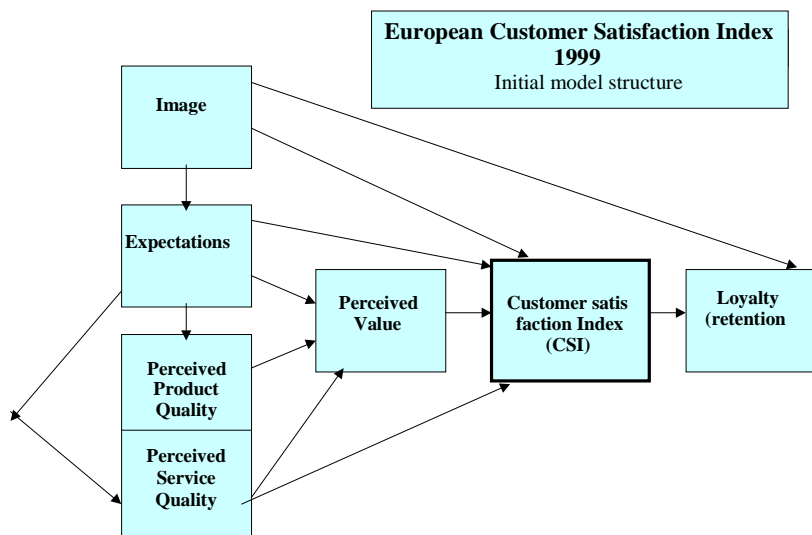 European Customer Satisfaction Index
1999
Initial model structure
Image
Expectations
Perceived
Value
Customer satis
faction Index
(CSI)
Loyalty
(retention
Perceived
Product
Quality
Perceived
Service
Quality